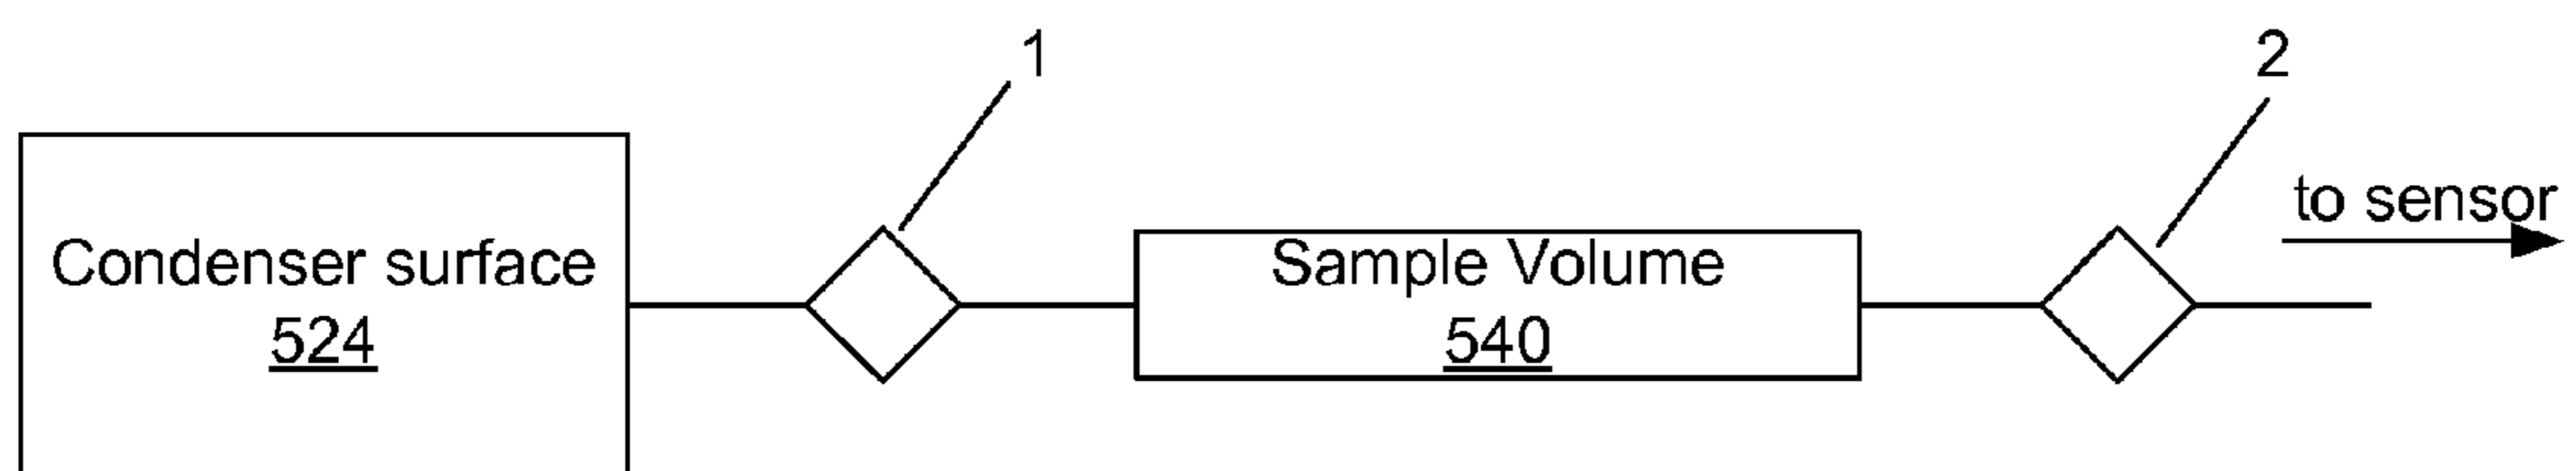 1
2
to sensor
Condenser surface
524
Sample Volume
540